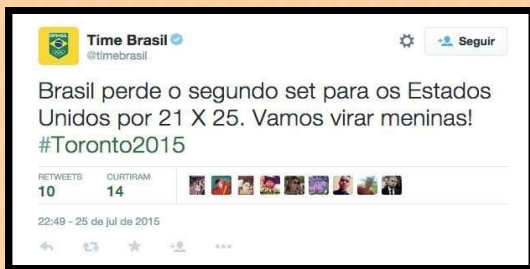 BRASIL
Time Brasil
@timebrasil
Seguir
Brasil perde o segundo set para os Estados
Unidos por 21 X 25. Vamos virar meninas!
#Toronto2015
RETWEETS CURTIRAM
10 14
22:49 - 25 de jul de 2015